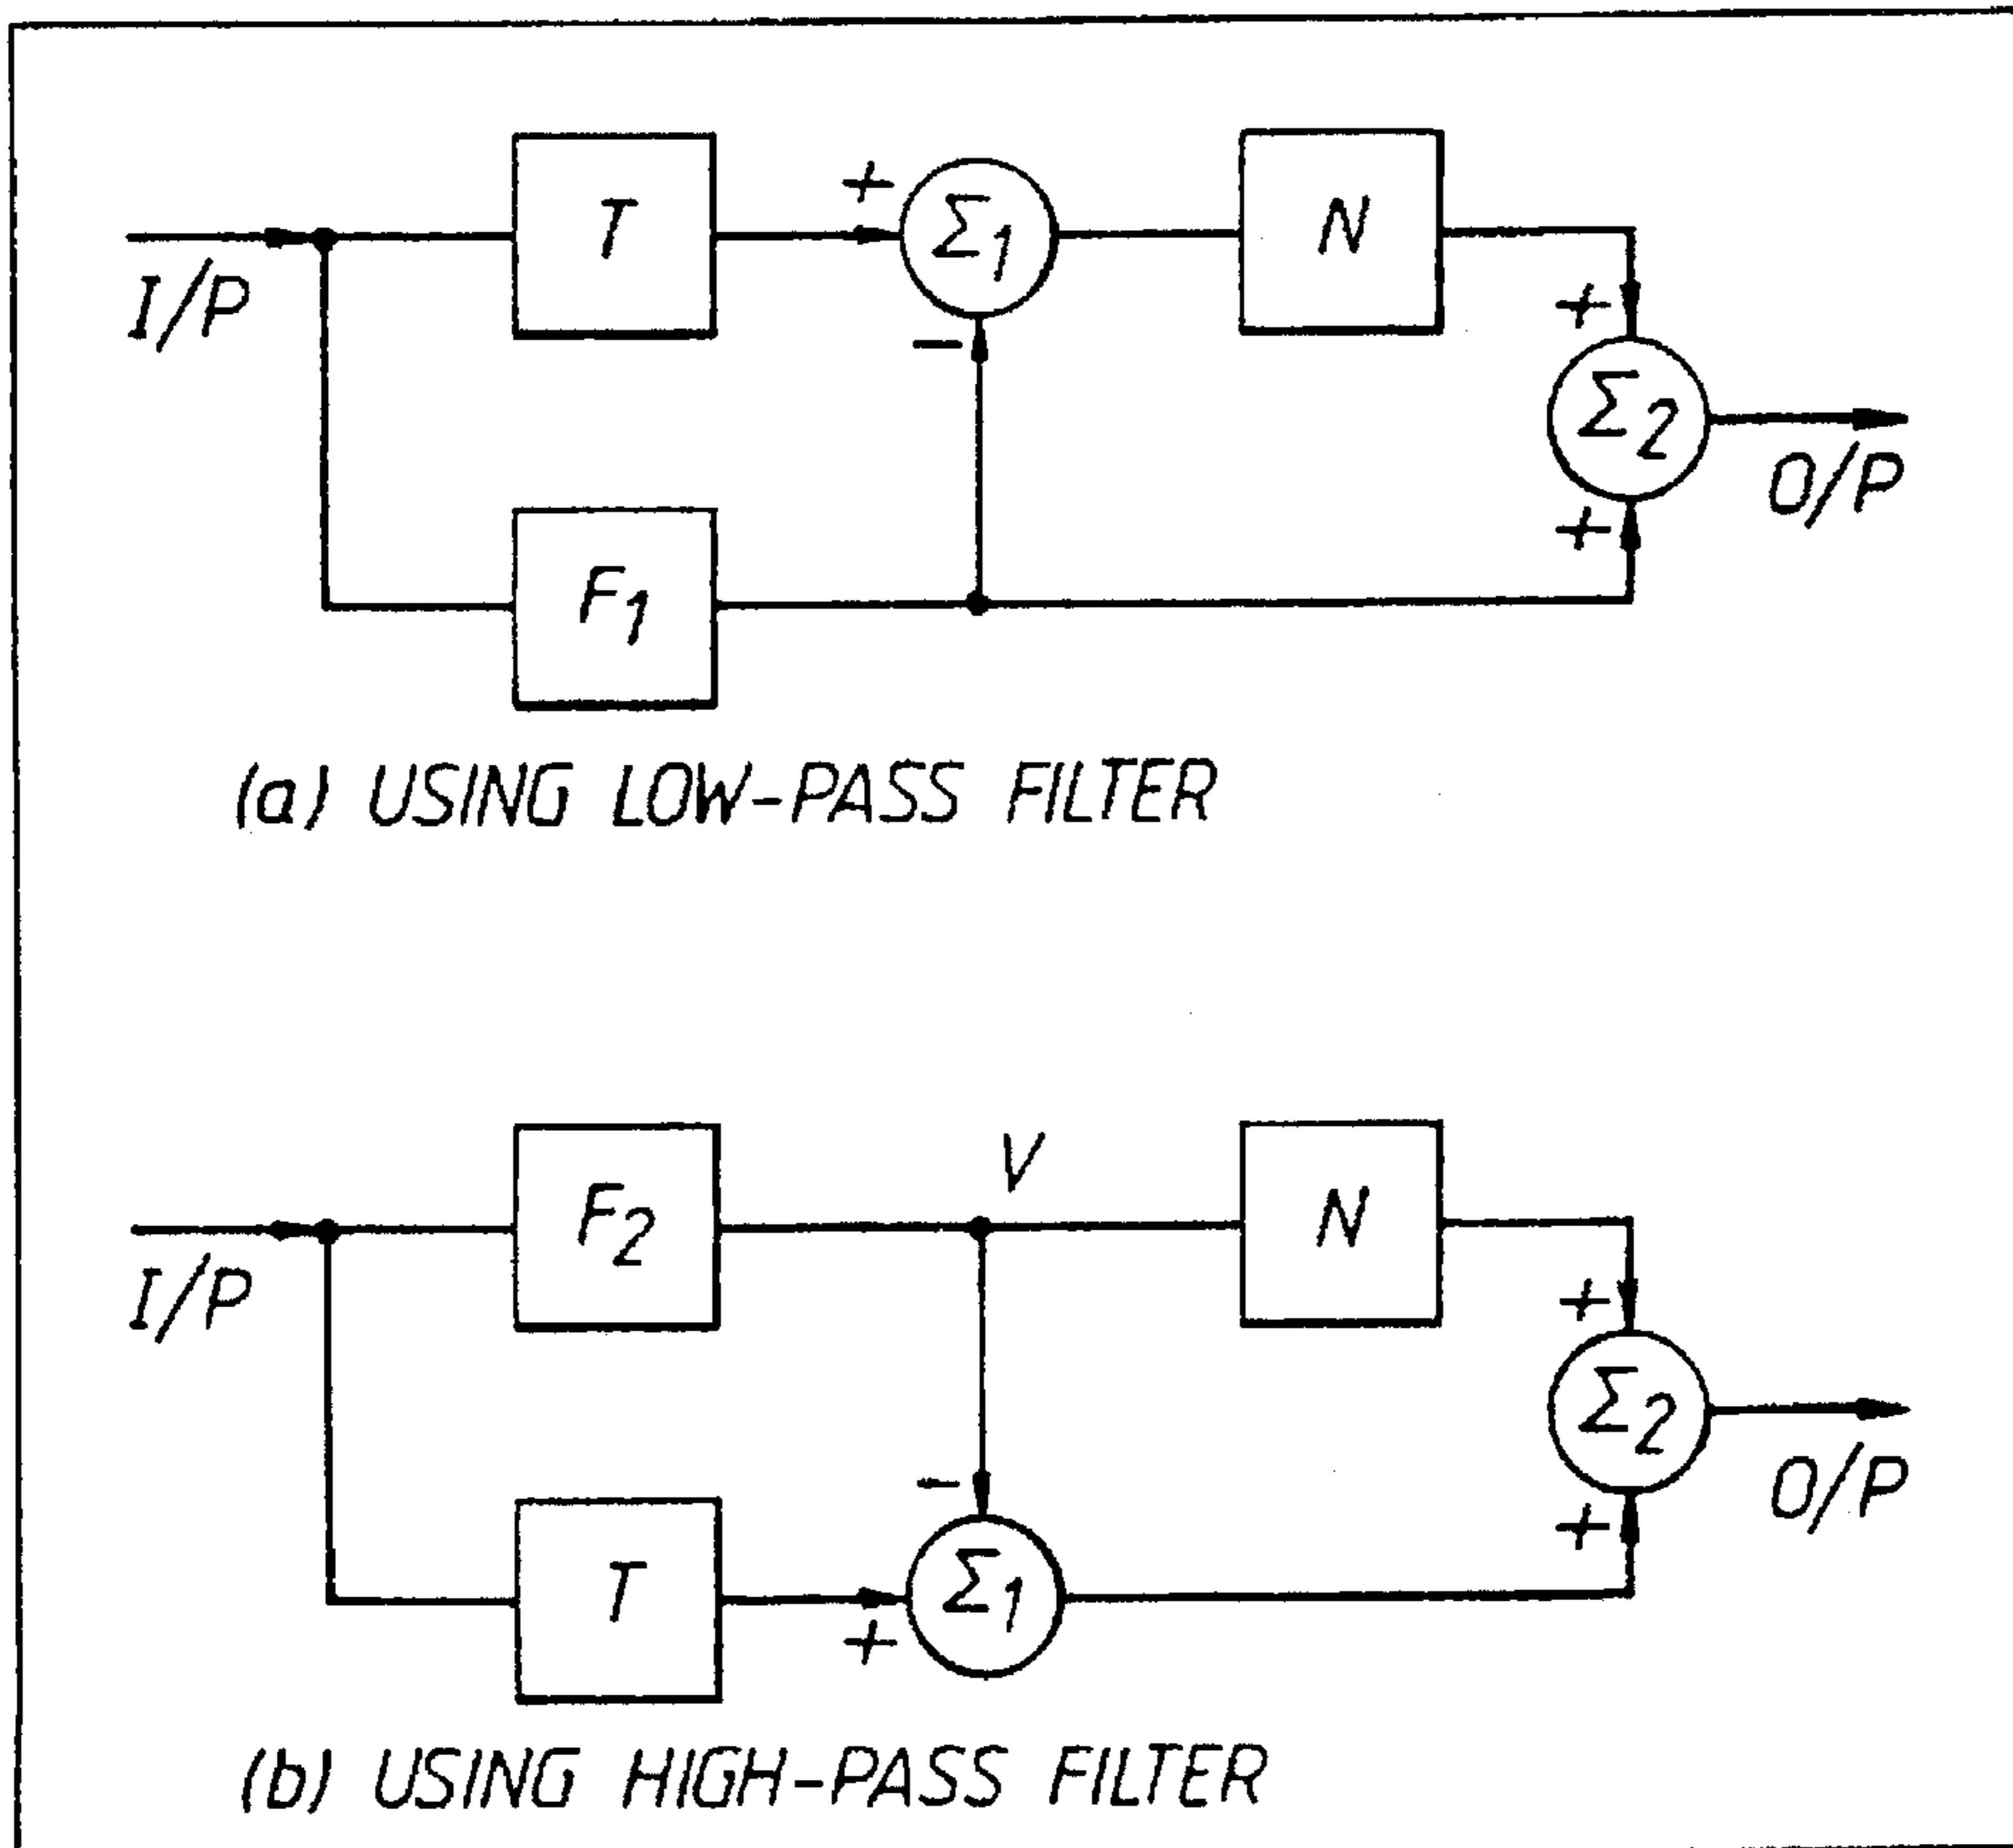 T
+
Σ1
N
I/P
-
+
Σ2
O/P
+
F1
(a) USING LOW-PASS FILTER
F2
V
N
I/P
+
-
Σ2
O/P
+
T
Σ1
+
(b) USING HIGH-PASS FILTER